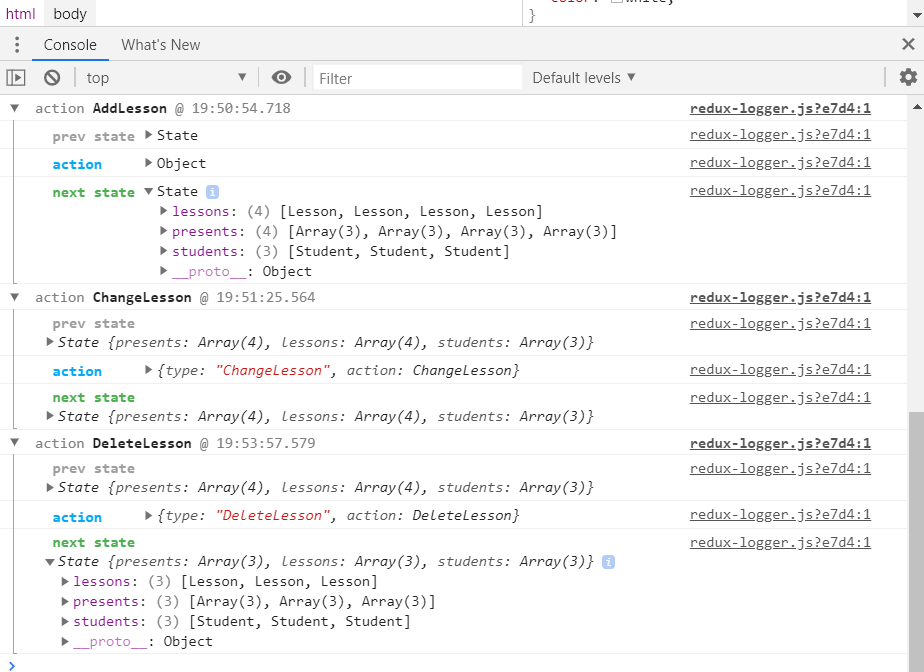 html body
color: white;
}
Console What's New
top Filter Default levels
action AddLesson @ 19:50:54.718 redux-logger.js?e7d4:1
prev state State redux-logger.js?e7d4:1
action Object redux-logger.js?e7d4:1
next state State i redux-logger.js?e7d4:1
lessons: (4) [Lesson, Lesson, Lesson, Lesson]
presents: (4) [Array(3), Array(3), Array(3), Array(3)]
students: (3) [Student, Student, Student]
__proto__: Object
action ChangeLesson @ 19:51:25.564 redux-logger.js?e7d4:1
prev state redux-logger.js?e7d4:1
State {presents: Array(4), lessons: Array(4), students: Array(3)}
action {type: "ChangeLesson", action: ChangeLesson} redux-logger.js?e7d4:1
next state redux-logger.js?e7d4:1
State {presents: Array(4), lessons: Array(4), students: Array(3)}
action DeleteLesson @ 19:53:57.579 redux-logger.js?e7d4:1
prev state redux-logger.js?e7d4:1
State {presents: Array(4), lessons: Array(4), students: Array(3)}
action {type: "DeleteLesson", action: DeleteLesson} redux-logger.js?e7d4:1
next state redux-logger.js?e7d4:1
State {presents: Array(3), lessons: Array(3), students: Array(3)} i
lessons: (3) [Lesson, Lesson, Lesson]
presents: (3) [Array(3), Array(3), Array(3)]
students: (3) [Student, Student, Student]
__proto__: Object